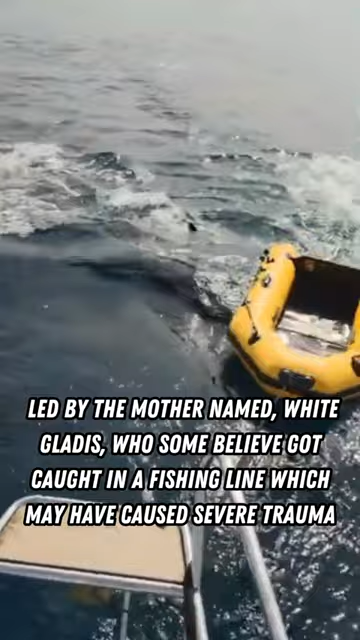 LED BY THE MOTHER NAMED, WHITE
GLADIS, WHO SOME BELIEVE GOT
CAUGHT IN A FISHING LINE WHICH
MAY HAVE CAUSED SEVERE TRAUMA